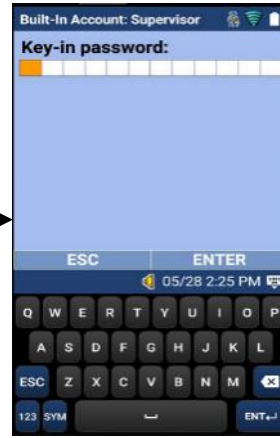 Built-In Account: Supervisor
Key-in password:
ESC ENTER
05/28 2:25 PM
Q W E R T Y U I O P
A S D F G H J K L
ESC Z X C V B N M
123 SYM ENT